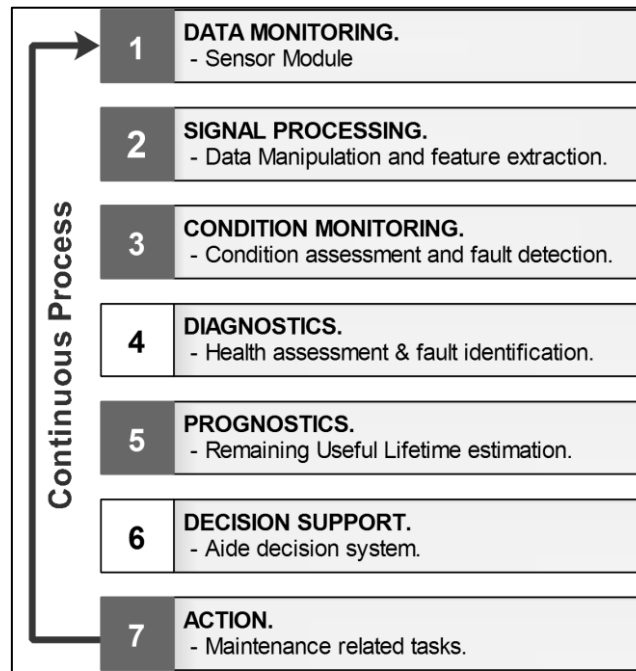 Continuous Process
1
DATA MONITORING.
- Sensor Module
2
SIGNAL PROCESSING.
- Data Manipulation and feature extraction.
3
CONDITION MONITORING.
- Condition assessment and fault detection.
4
DIAGNOSTICS.
- Health assessment & fault identification.
5
PROGNOSTICS.
- Remaining Useful Lifetime estimation.
6
DECISION SUPPORT.
- Aide decision system.
7
ACTION.
- Maintenance related tasks.